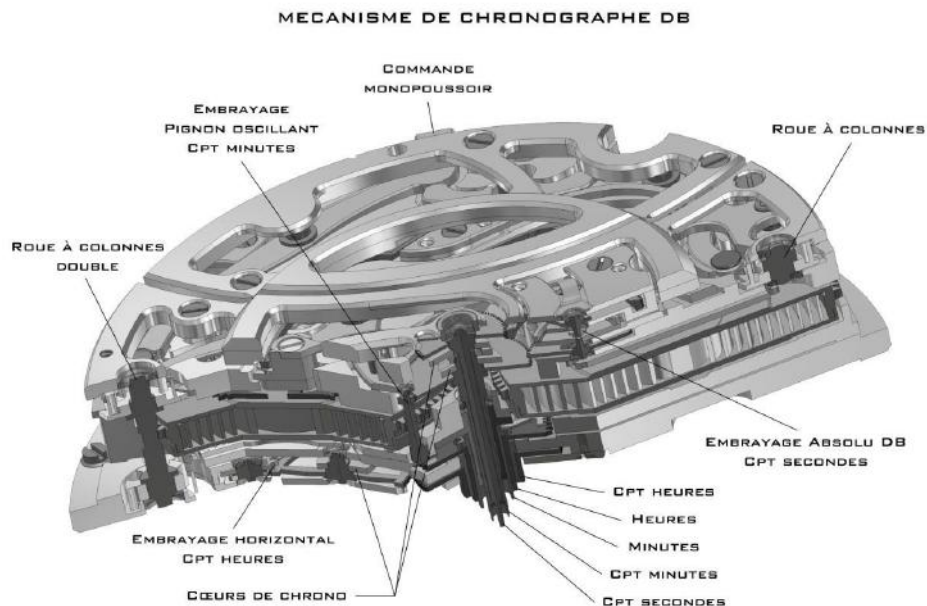 MECANISME DE CHRONOGRAPHE DB
COMMANDE
MONOPOUSSOIR
EMBRAYAGE
PIGNON OSCILLANT
CPT MINUTES
ROUE À COLONNES
ROUE À COLONNES
DOUBLE
EMBRAYAGE ABSOLU DB
CPT SECONDES
CPT HEURES
HEURES
EMBRAYAGE HORIZONTAL
CPT HEURES
MINUTES
CPT MINUTES
CŒURS DE CHRONO
CPT SECONDES